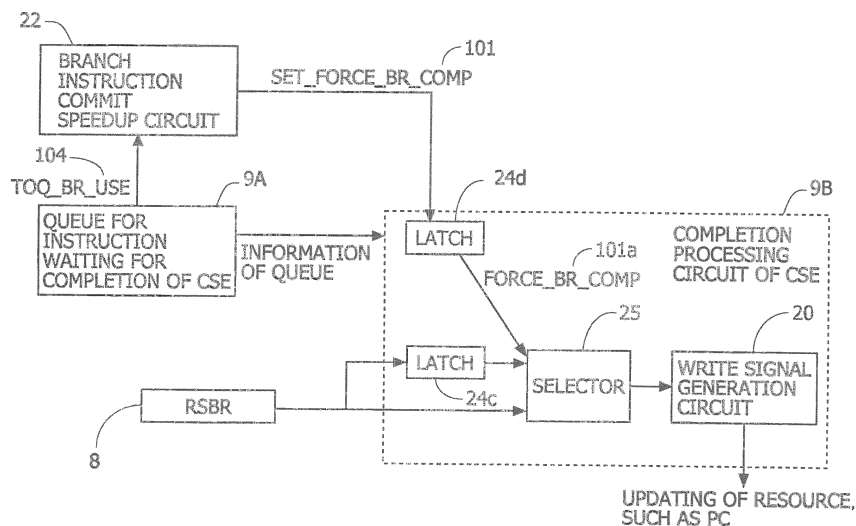 22
BRANCH
INSTRUCTION
COMMIT
SPEEDUP CIRCUIT
101
SET_FORCE_BR_COMP
104
TOQ_BR_USE
9A
QUEUE FOR
INSTRUCTION
WAITING FOR
COMPLETION OF CSE
INFORMATION
OF QUEUE
24d
LATCH
9B
COMPLETION
PROCESSING
CIRCUIT OF CSE
101a
FORCE_BR_COMP
25
20
LATCH
24c
SELECTOR
WRITE SIGNAL
GENERATION
CIRCUIT
RSBR
8
UPDATING OF RESOURCE,
SUCH AS PC